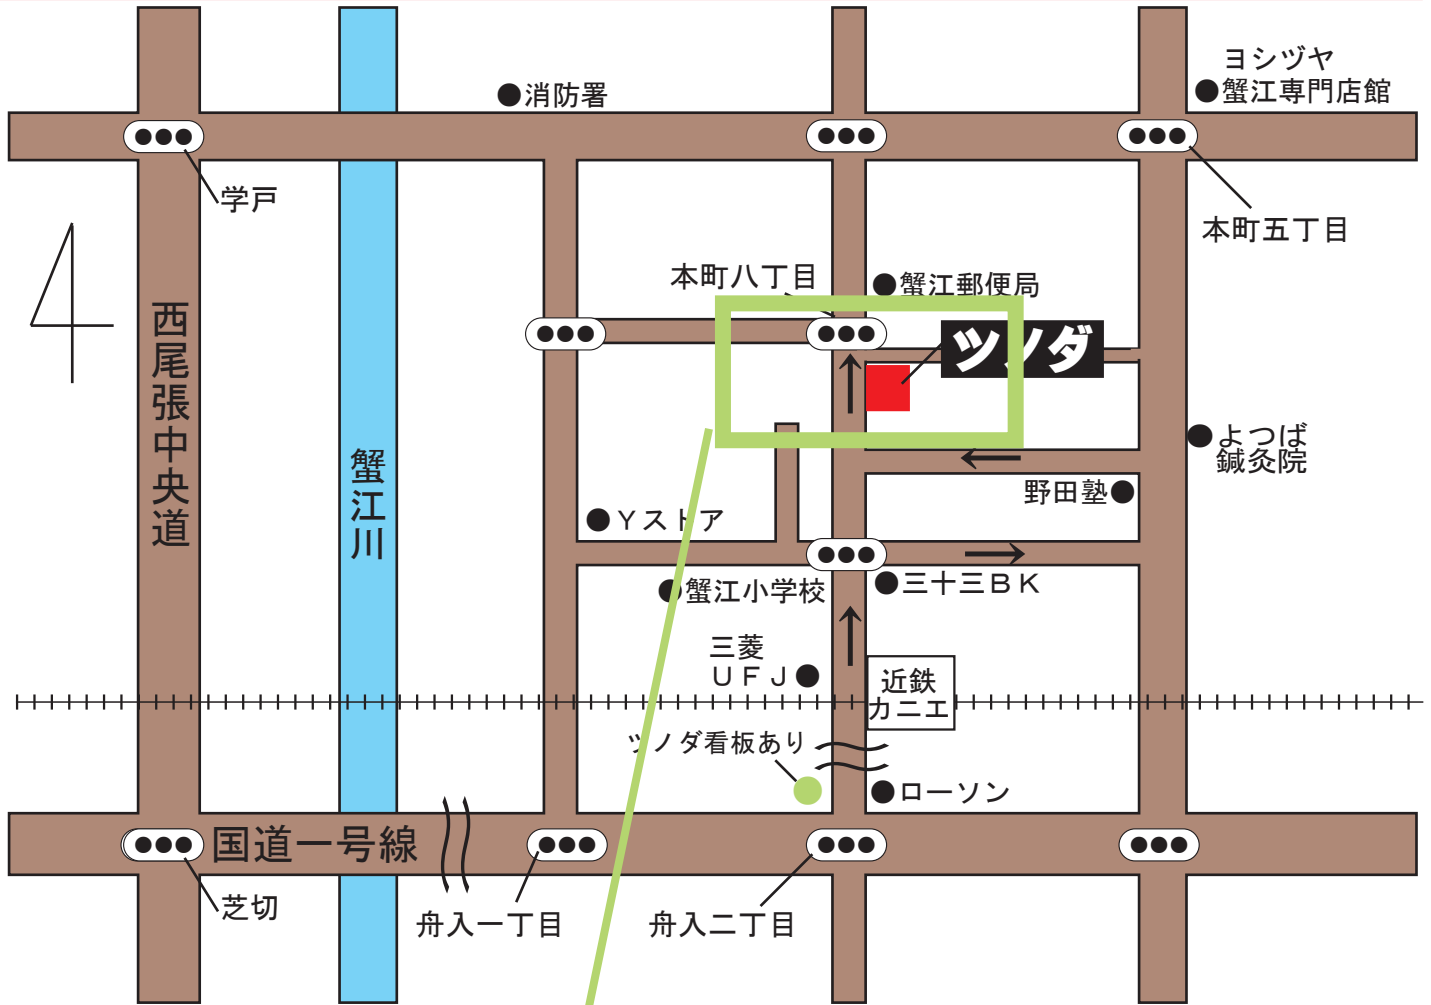 ヨシヅヤ
蟹江専門店館
消防署
学戸
本町五丁目
本町八丁目
蟹江郵便局
ツノダ
西尾張中央道
蟹江川
よつば
鍼灸院
野田塾
Yストア
蟹江小学校
三十三BK
三菱
UFJ
近鉄
カニエ
ツノダ看板あり
ローソン
国道一号線
芝切
舟入一丁目
舟入二丁目